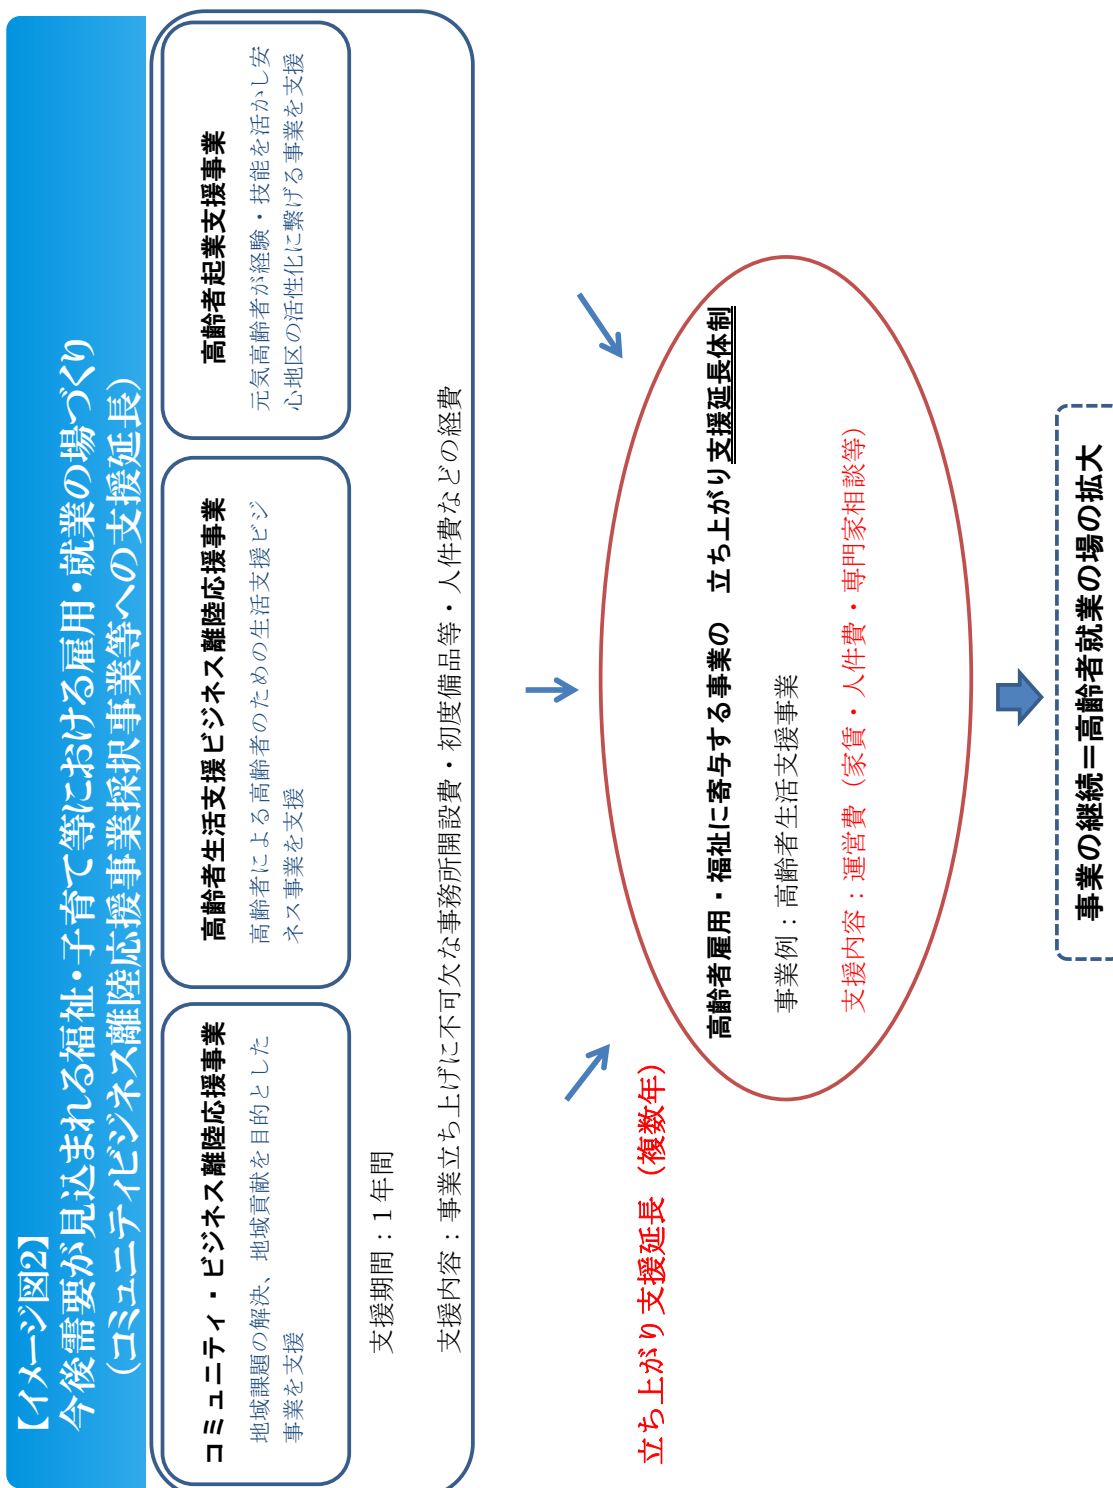 【イメージ図2】
今後需要が見込まれる福祉・子育て等における雇用・就業の場づくり
（コミュニティビジネス離陸応援事業採択事業等への支援延長）
コミュニティ・ビジネス離陸応援事業
地域課題の解決、地域貢献を目的とした
事業を支援
高齢者生活支援ビジネス離陸応援事業
高齢者による高齢者のための生活支援ビジ
ネス事業を支援
高齢者起業支援事業
元気高齢者が経験・技能を活かし安
心地区の活性化に繋げる事業を支援
支援期間：１年間
支援内容：事業立ち上げに不可欠な事務所開設費・初度備品等・人件費などの経費
立ち上がり支援延長（複数年）
高齢者雇用・福祉に寄与する事業の　立ち上がり支援延長体制
事業例：高齢者生活支援事業
支援内容：運営費（家賃・人件費・専門家相談等）
事業の継続＝高齢者就業の場の拡大